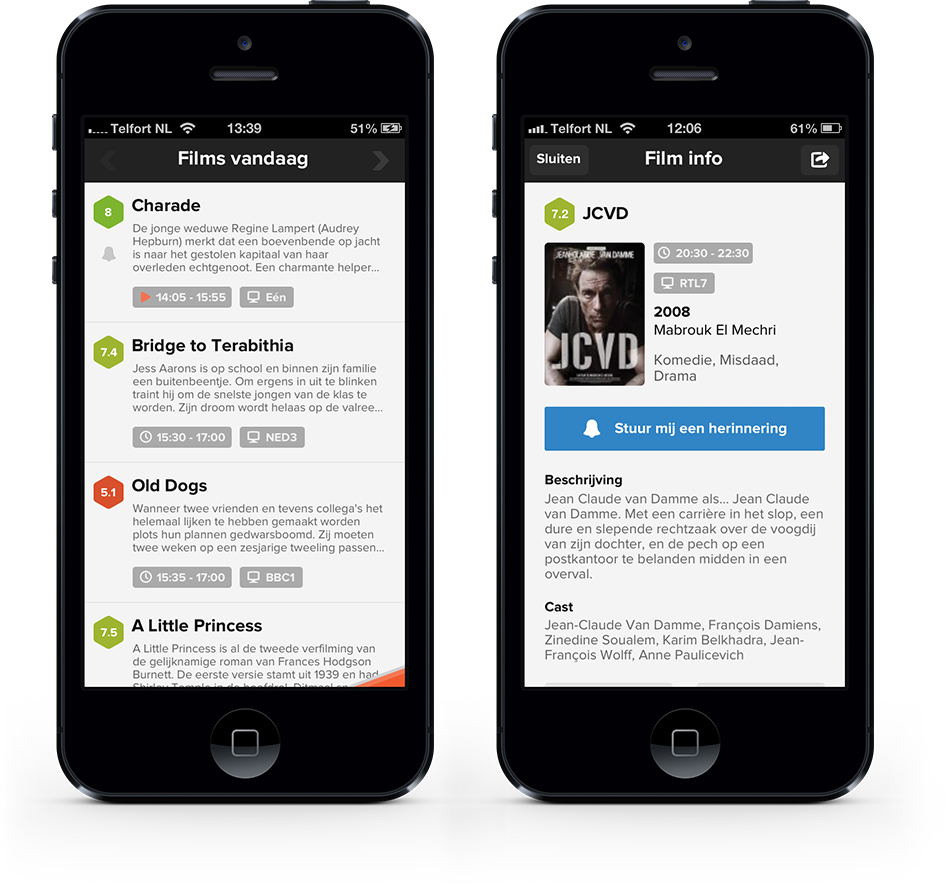 Telfort NL 13:39 51%
Films vandaag
8
Charade
De jonge weduwe Regine Lampert (Audrey
Hepburn) merkt dat een boevenbende op jacht
is naar het gestolen kapitaal van haar
overleden echtgenoot. Een charmante helper...
14:05 - 15:55 Eén
7.4
Bridge to Terabithia
Jess Aarons is op school en binnen zijn familie
een buitenbeentje. Om ergens in uit te blinken
traint hij om de snelste jongen van de klas te
worden. Zijn droom wordt helaas op de valree...
15:30 - 17:00 NED3
5.1
Old Dogs
Wanneer twee vrienden en tevens collega's het
helemaal lijken te hebben gemaakt worden
plots hun plannen gedwarsboomd. Zij moeten
twee weken op een zesjarige tweeling passen...
15:35 - 17:00 BBC1
7.5
A Little Princess
A Little Princess is al de tweede verfilming van
de gelijknamige roman van Frances Hodgson
Burnett. De eerste versie stamt uit 1939 en had
Shirley Temple in de hoofdrol. Ditmaal
Telfort NL 12:06 61%
Sluiten Film info
7.2 JCVD
JEAN-CLAUDE VAN DAMME
JCVD
20:30 - 22:30
RTL7
2008
Mabrouk El Mechri
Komedie, Misdaad,
Drama
Stuur mij een herinnering
Beschrijving
Jean Claude van Damme als... Jean Claude
van Damme. Met een carrière in het slop, een
dure en slepende rechtzaak over de voogdij
van zijn dochter, en de pech op een
postkantoor te belanden midden in een
overval.
Cast
Jean-Claude Van Damme, François Damiens,
Zinedine Soualem, Karim Belkhadra, Jean-
François Wolff, Anne Paulicevich